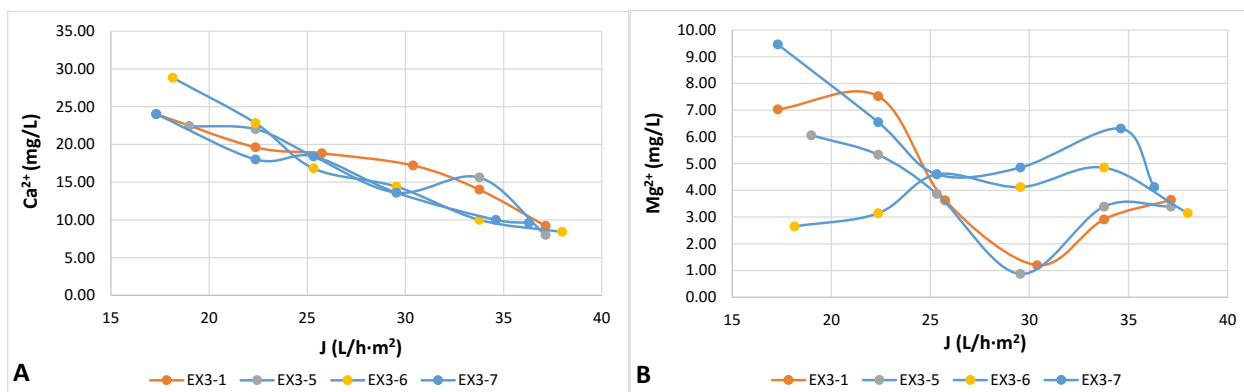 35.00
30.00
25.00
20.00
15.00
10.00
5.00
0.00
Ca²⁺ (mg/L)
15 20 25 30 35 40
J (L/h·m²)
A
EX3-1 EX3-5 EX3-6 EX3-7
10.00
9.00
8.00
7.00
6.00
5.00
4.00
3.00
2.00
1.00
0.00
Mg²⁺ (mg/L)
15 20 25 30 35 40
J (L/h·m²)
B
EX3-1 EX3-5 EX3-6 EX3-7